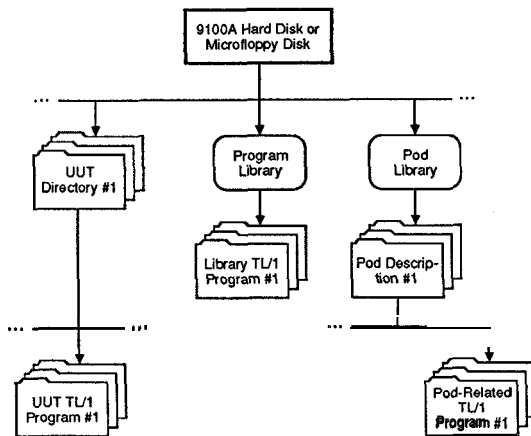 9100A Hard Disk or
Microfloppy Disk
... ...
UUT
Directory #1
Program
Library
Pod
Library
Library TL/1
Program #1
Pod Descrip-
tion #1
... ... ... ...
UUT TL/1
Program #1
Pod-Related
TL/1
Program #1